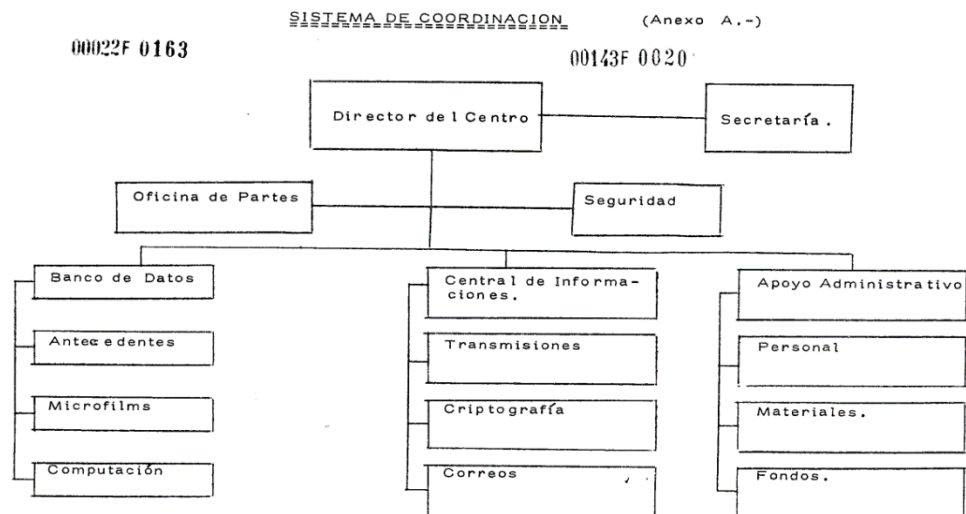 SISTEMA DE COORDINACION (Anexo A.-)
00022F 0163
00143F 0020
Director del Centro
Secretaría.
Oficina de Partes
Seguridad
Banco de Datos
Central de Informa-
ciones.
Apoyo Administrativo
Antecedentes
Transmisiones
Personal
Microfilms
Criptografía
Materiales.
Computación
Correos
Fondos.